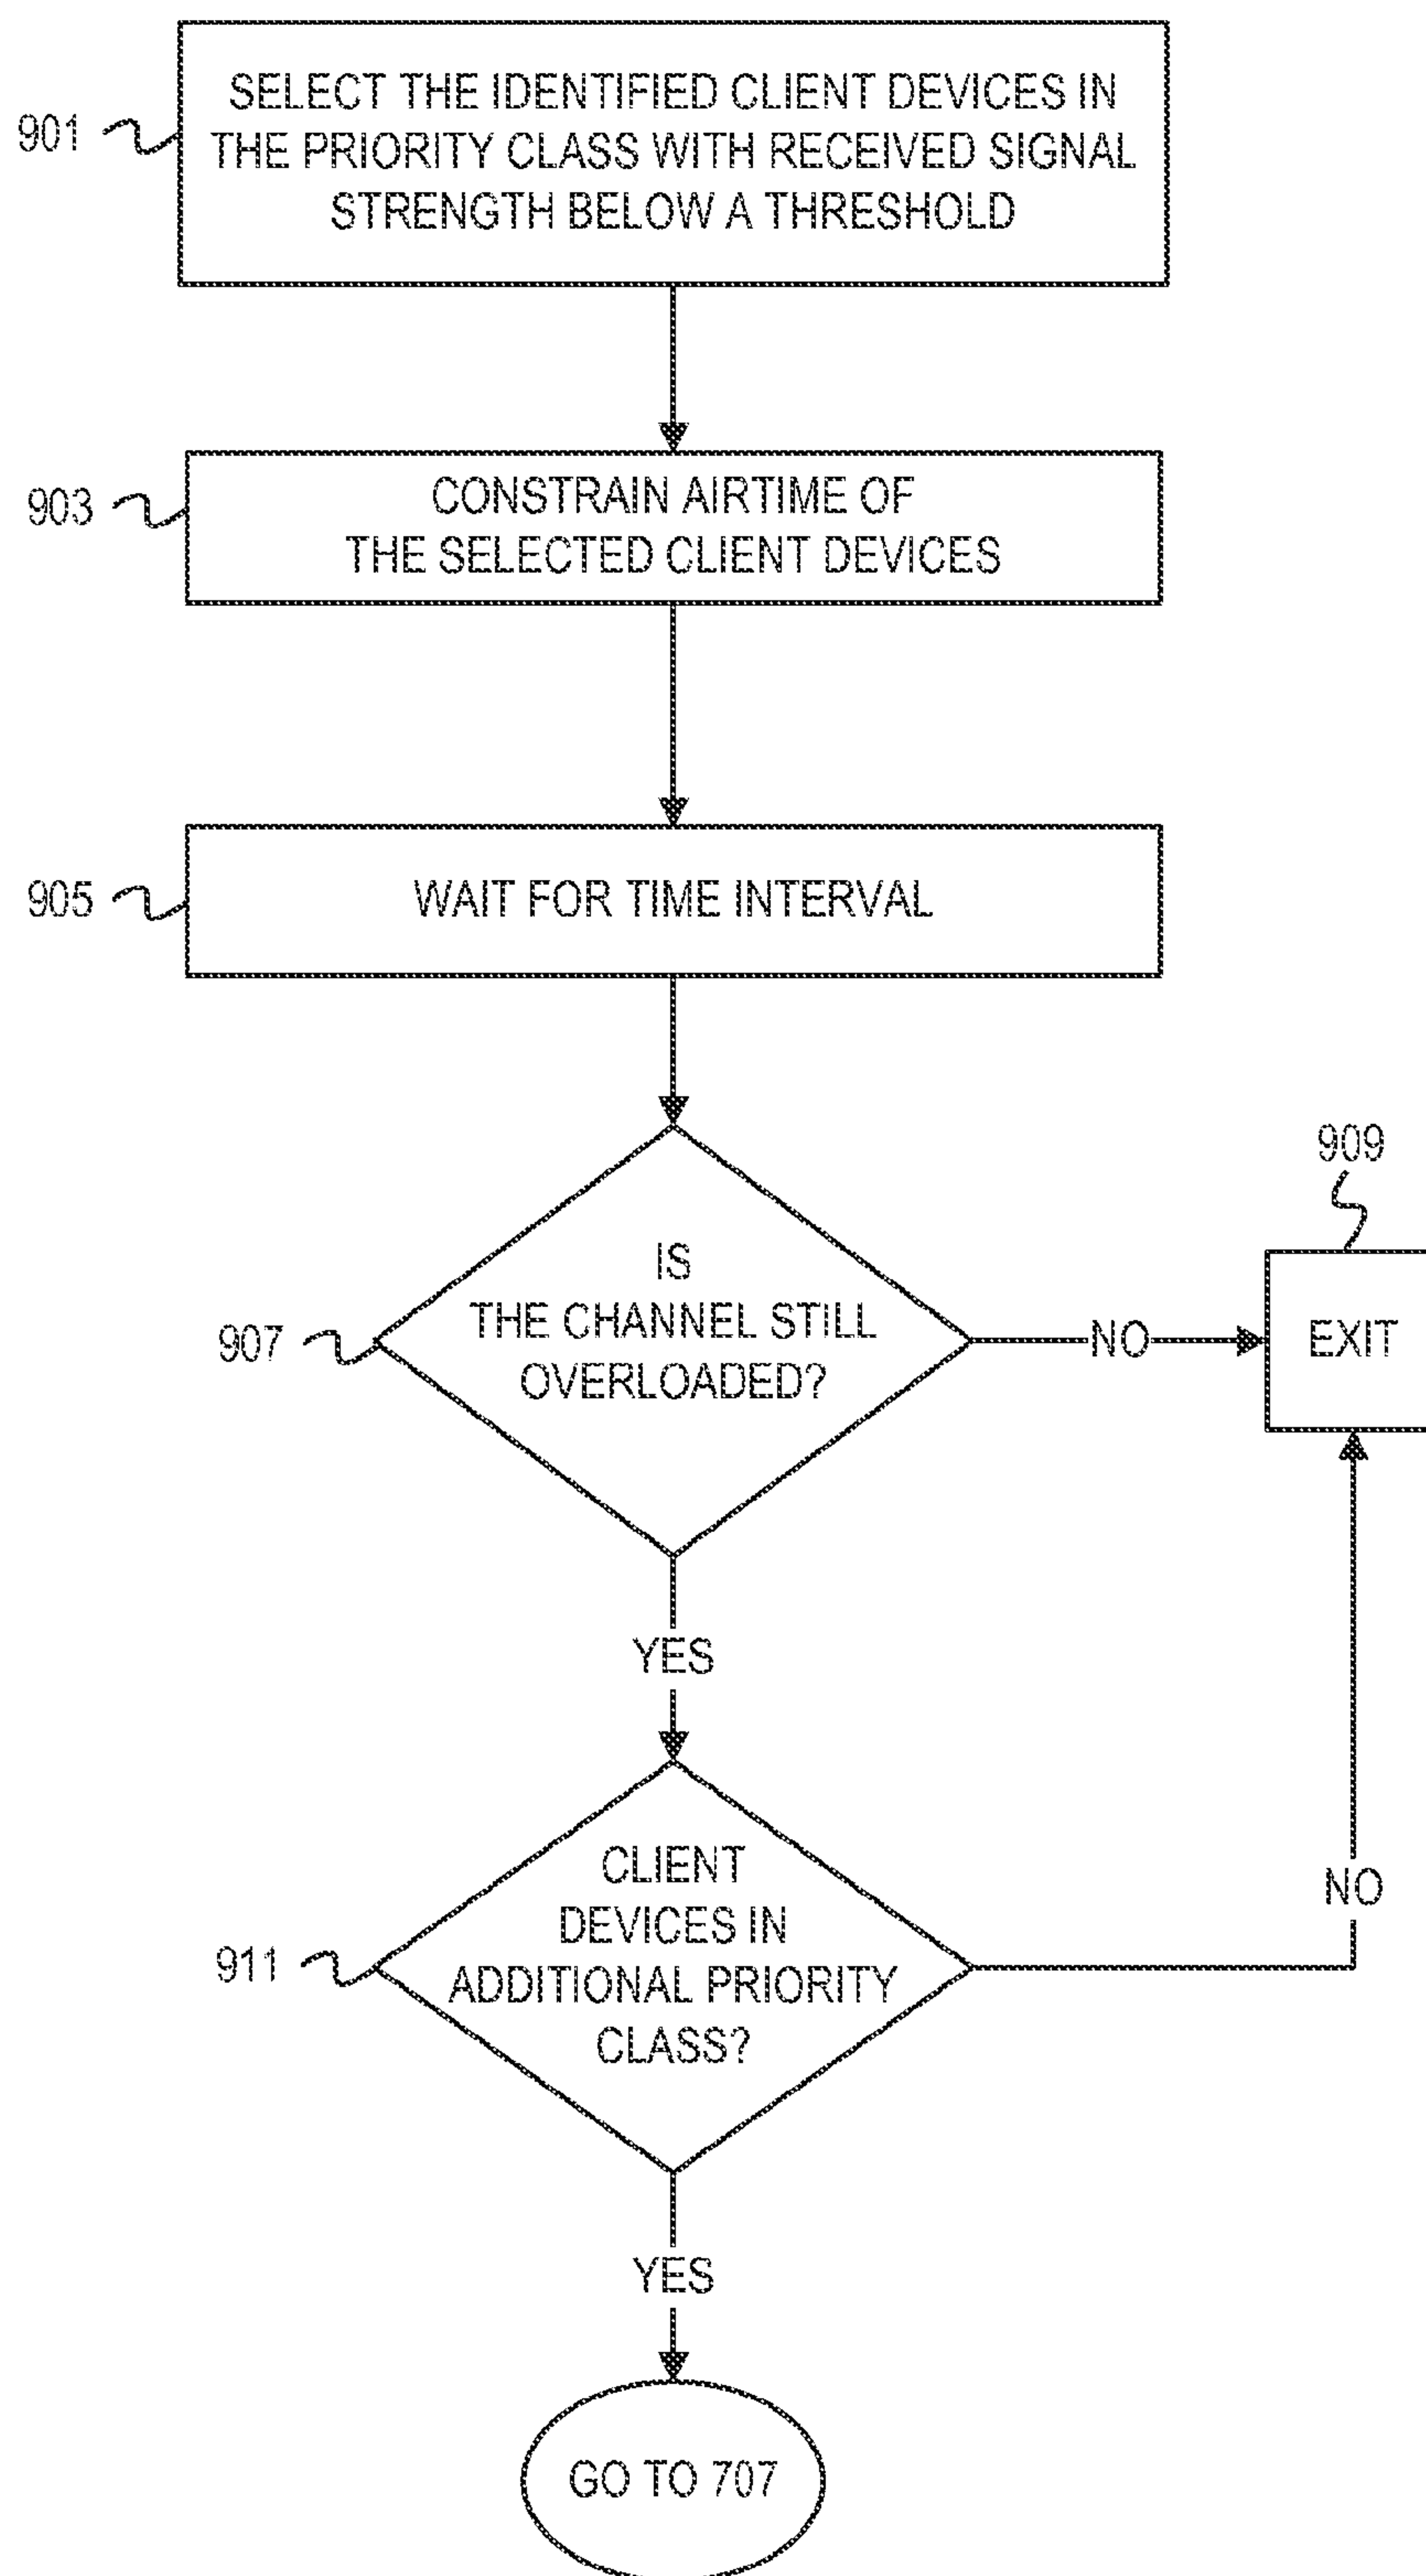 901
SELECT THE IDENTIFIED CLIENT DEVICES IN
THE PRIORITY CLASS WITH RECEIVED SIGNAL
STRENGTH BELOW A THRESHOLD
903
CONSTRAIN AIRTIME OF
THE SELECTED CLIENT DEVICES
905
WAIT FOR TIME INTERVAL
907
IS
THE CHANNEL STILL
OVERLOADED?
NO
909
EXIT
YES
911
CLIENT
DEVICES IN
ADDITIONAL PRIORITY
CLASS?
NO
YES
GO TO 707